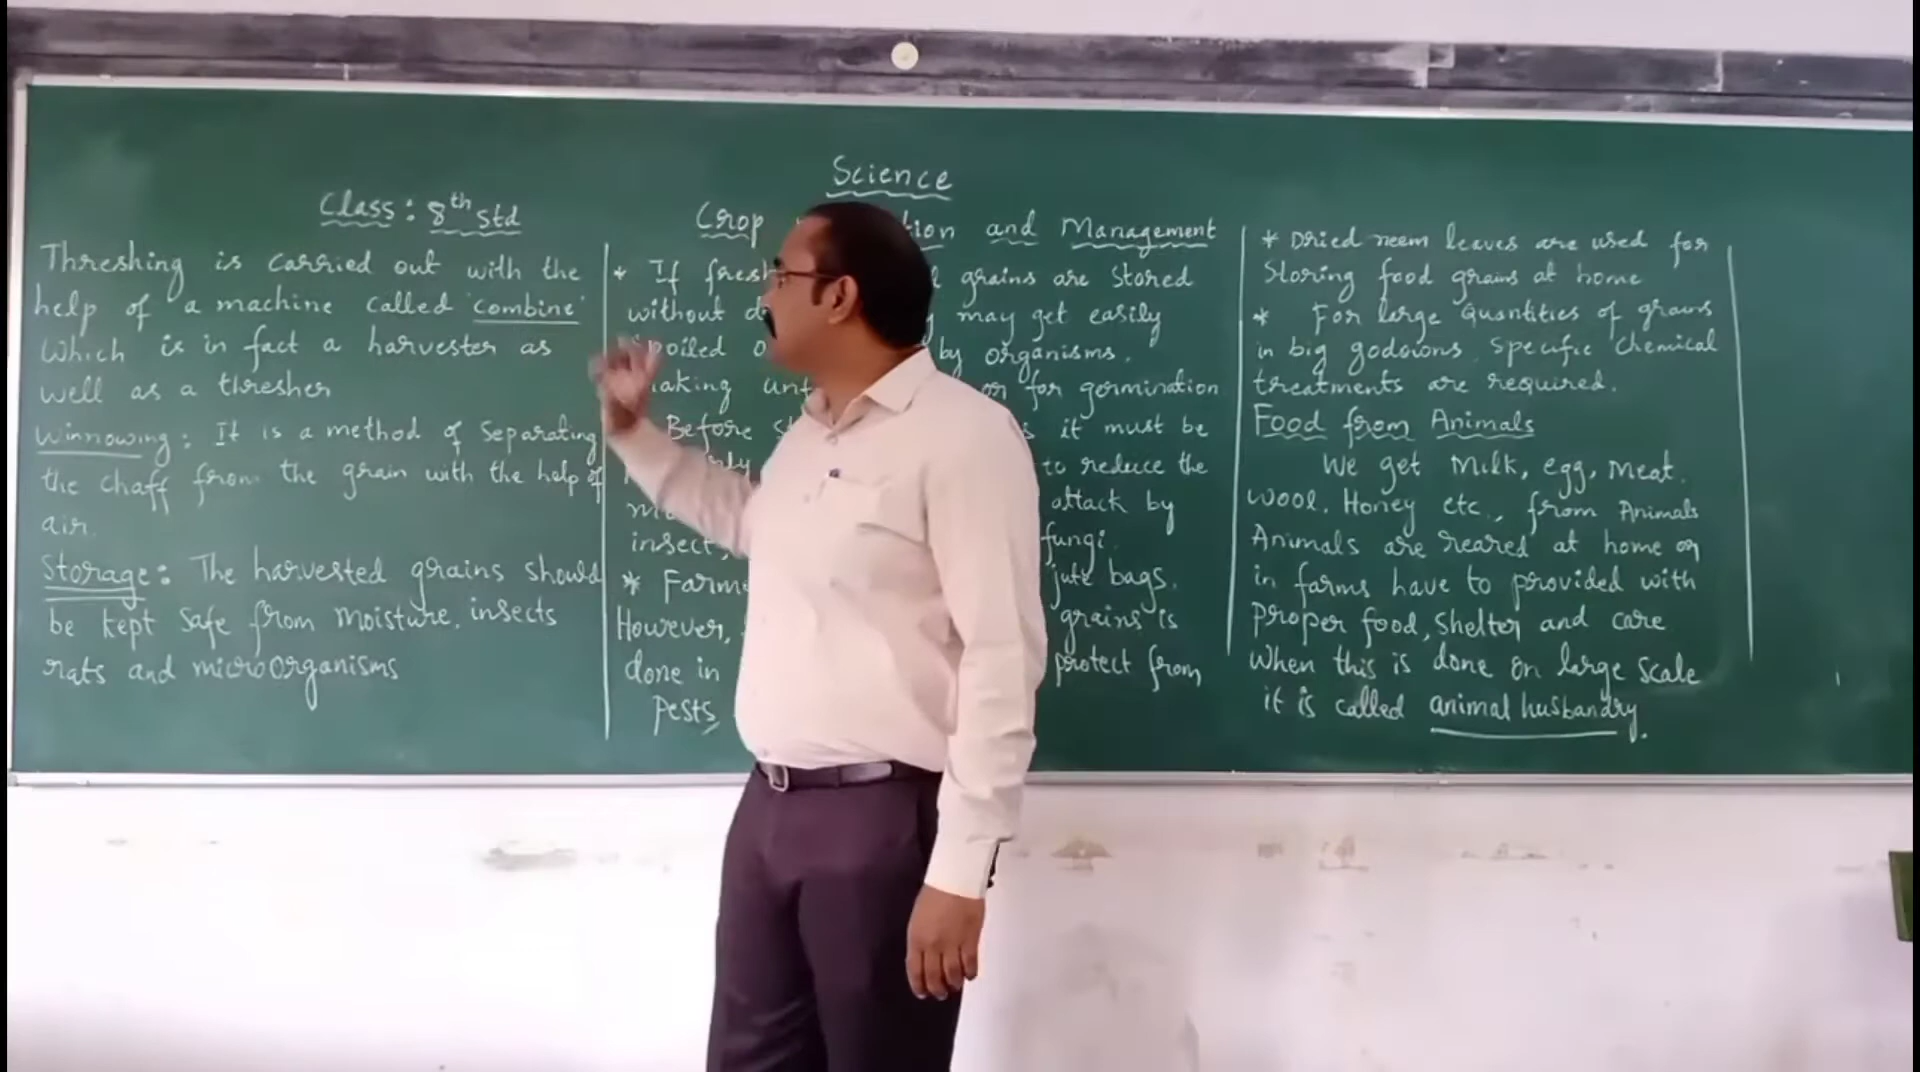 Science
Class: 8th Std
Crop tion and Management
Threshing is carried out with the
help of a machine called 'combine'
Which is in fact a harvester as
well as a thresher
Winnowing: It is a method of Separating
the chaff from the grain with the help of
air.
Storage: The harvested grains should
be kept Safe from Moisture, insects
rats and microorganisms
* If fresh grains are Stored
without may get easily
Spoiled by organisms.
making or for germination
Before it must be
to reduce the
attack by
insects, fungi.
* Farme jute bags.
However, grains is
done in protect from
Pests,
* Dried neem leaves are used for
Storing food grains at home
* For large Quantities of grains
in big godowns. Specific Chemical
treatments are required.
Food from Animals
We get Milk, egg, Meat.
Wool, Honey etc., from Animals
Animals are reared at home or
in farms have to provided with
Proper food, Shelter and care
When this is done on large Scale
it is called animal husbandry.